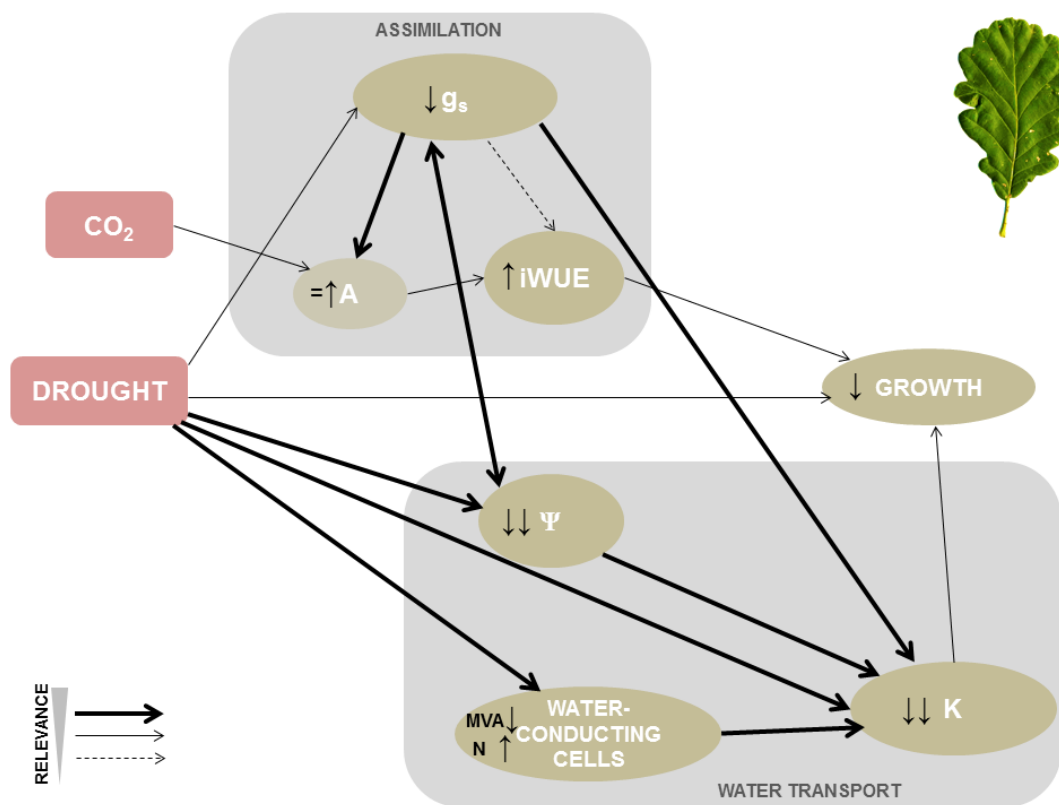 ASSIMILATION
↓ gₛ
CO₂
=↑A
↑ iWUE
DROUGHT
↓ GROWTH
↓↓ Ψ
MVA↓
N ↑
WATER-
CONDUCTING
CELLS
↓↓ K
RELEVANCE
WATER TRANSPORT